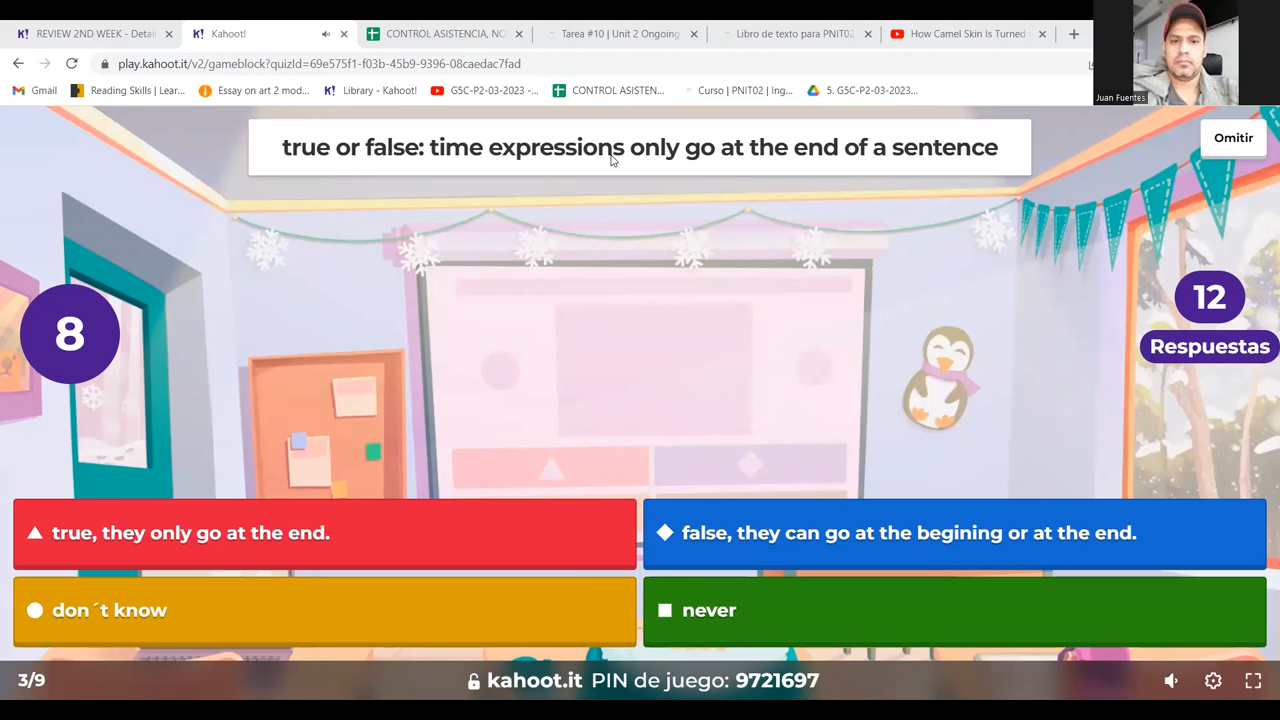 REVIEW 2ND WEEK - Detai
Kahoot!
CONTROL ASISTENCIA, NO
Tarea #10 | Unit 2 Ongoing
Libro de texto para PNIT02
How Camel Skin Is Turned
play.kahoot.it/v2/gameblock?quizId=69e575f1-f03b-45b9-9396-08cedbac7fad
Gmail
Reading Skills | Lear...
Essay on art 2 mod...
Library - Kahoot!
G5C-P2-03-2023 -...
CONTROL ASISTEN...
Curso | PNIT02 | Ing...
5. G5C-P2-03-2023...
Juan Fuentes
true or false: time expressions only go at the end of a sentence
Omitir
8
12
Respuestas
true, they only go at the end.
false, they can go at the begining or at the end.
don´t know
never
3/9
kahoot.it PIN de juego: 9721697